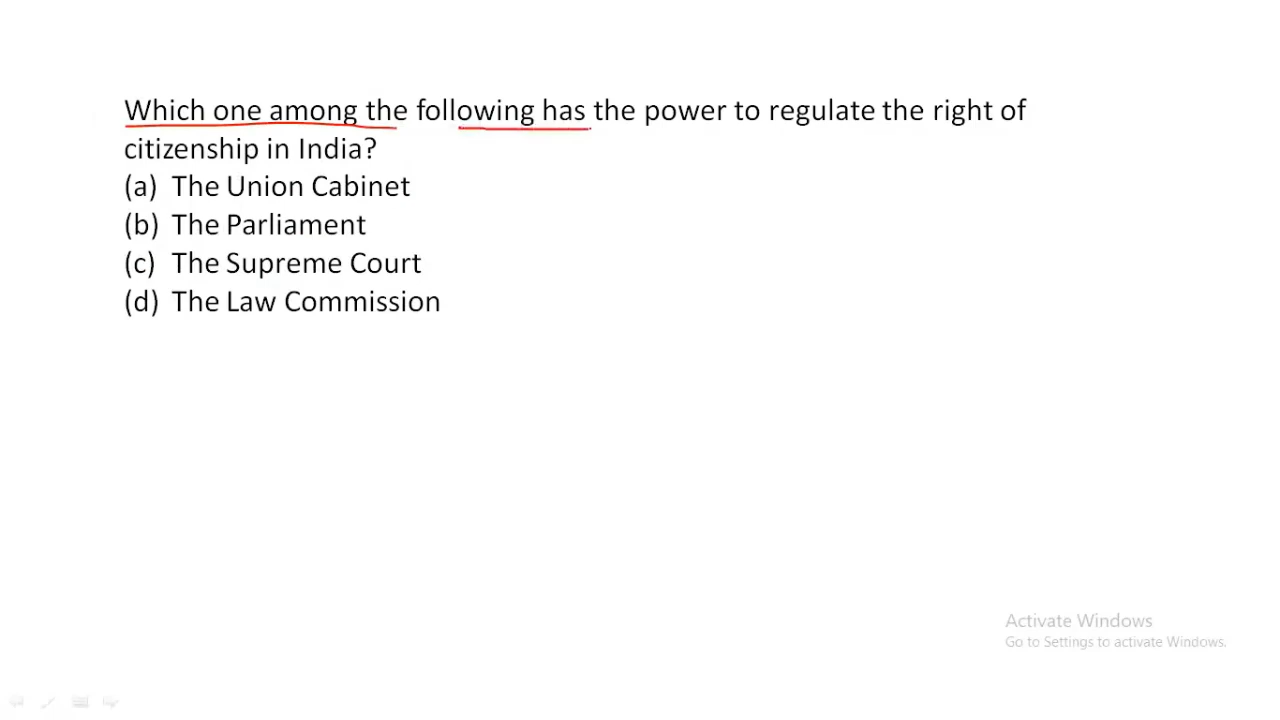 Which one among the following has the power to regulate the right of
citizenship in India?
(a) The Union Cabinet
(b) The Parliament
(c) The Supreme Court
(d) The Law Commission
Activate Windows
Go to Settings to activate Windows.